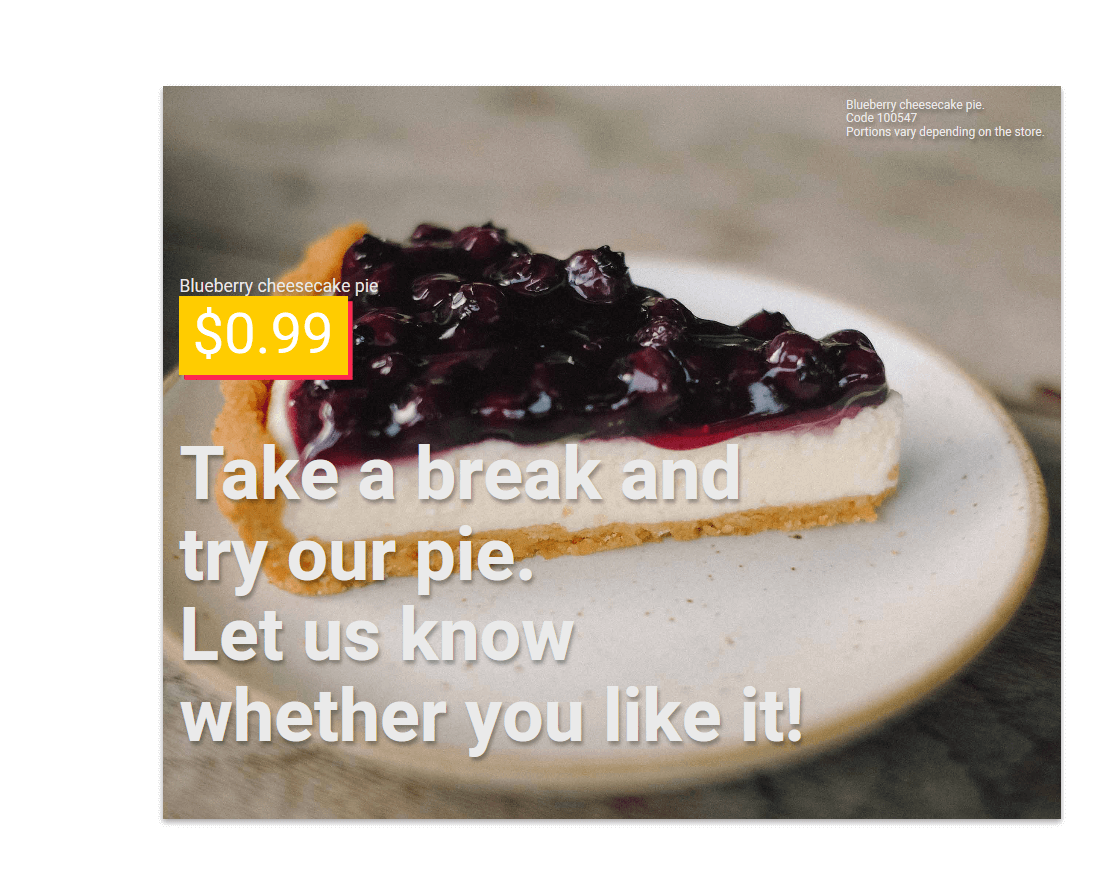 Blueberry cheesecake pie.
Code 100547
Portions vary depending on the store.
Blueberry cheesecake pie
$0.99
Take a break and
try our pie.
Let us know
whether you like it!